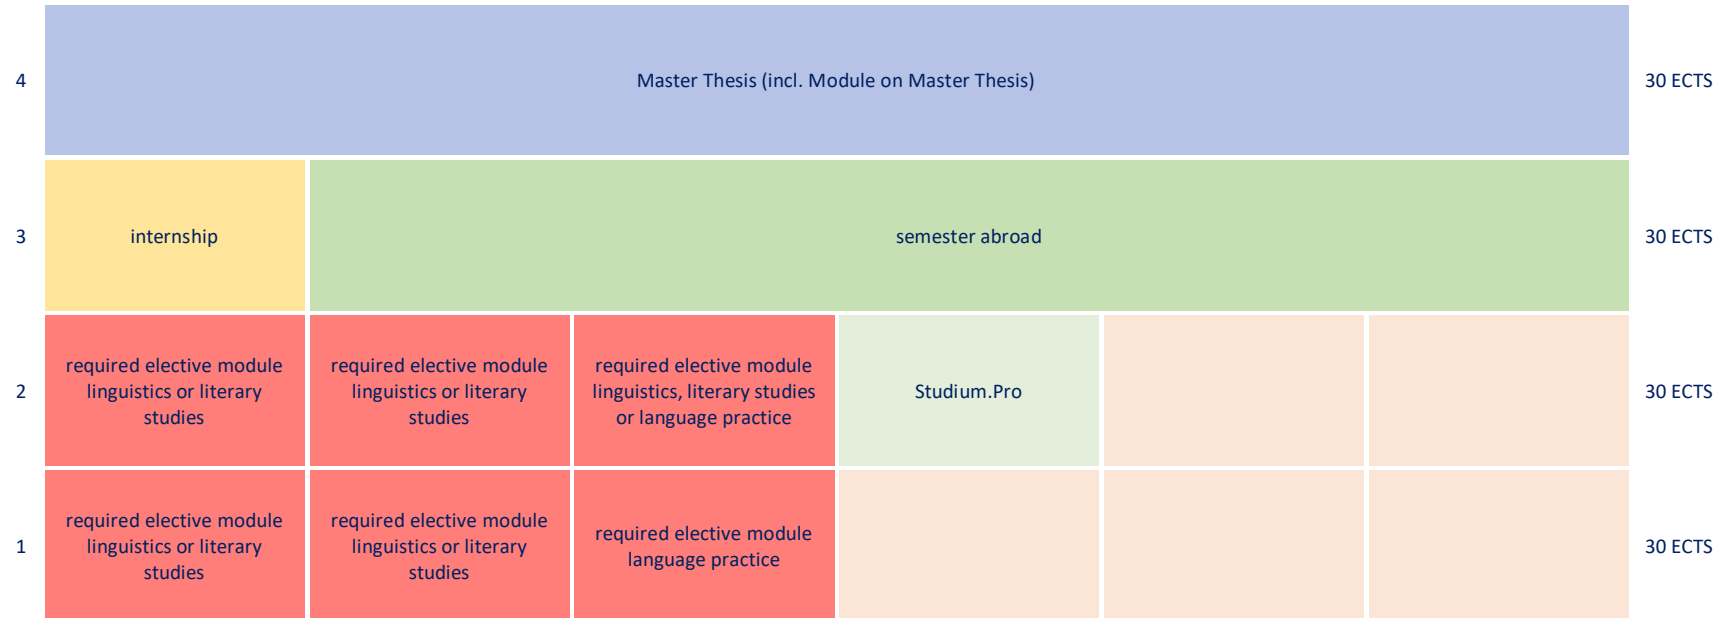 4
Master Thesis (incl. Module on Master Thesis)
30 ECTS
3
internship
semester abroad
30 ECTS
2
required elective module
linguistics or literary
studies
required elective module
linguistics or literary
studies
required elective module
linguistics, literary studies
or language practice
Studium.Pro
30 ECTS
1
required elective module
linguistics or literary
studies
required elective module
linguistics or literary
studies
required elective module
language practice
30 ECTS